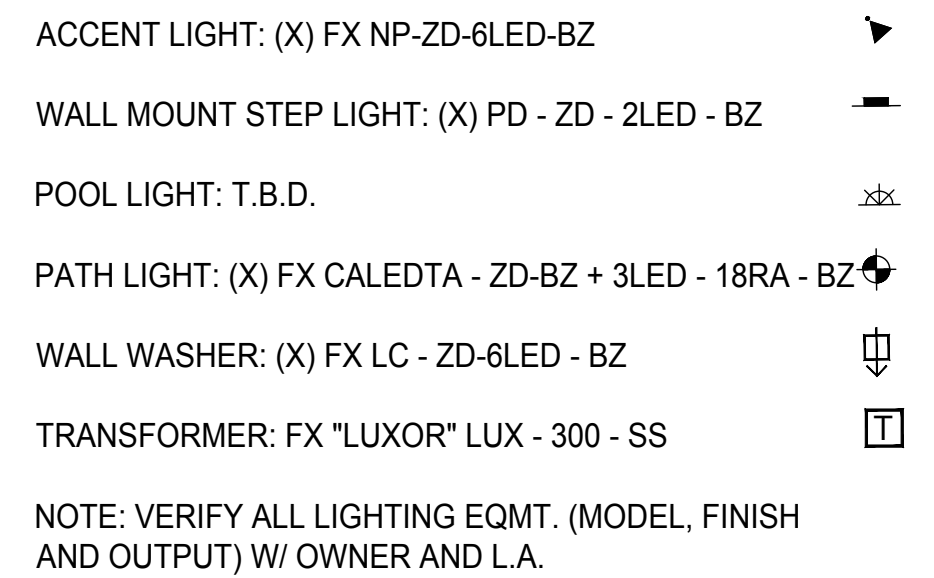 ACCENT LIGHT: (X) FX NP-ZD-6LED-BZ
WALL MOUNT STEP LIGHT: (X) PD - ZD - 2LED - BZ
POOL LIGHT: T.B.D.
PATH LIGHT: (X) FX CALEDTA - ZD-BZ + 3LED - 18RA - BZ
WALL WASHER: (X) FX LC - ZD-6LED - BZ
TRANSFORMER: FX "LUXOR" LUX - 300 - SS T
NOTE: VERIFY ALL LIGHTING EQMT. (MODEL, FINISH
AND OUTPUT) W/ OWNER AND L.A.